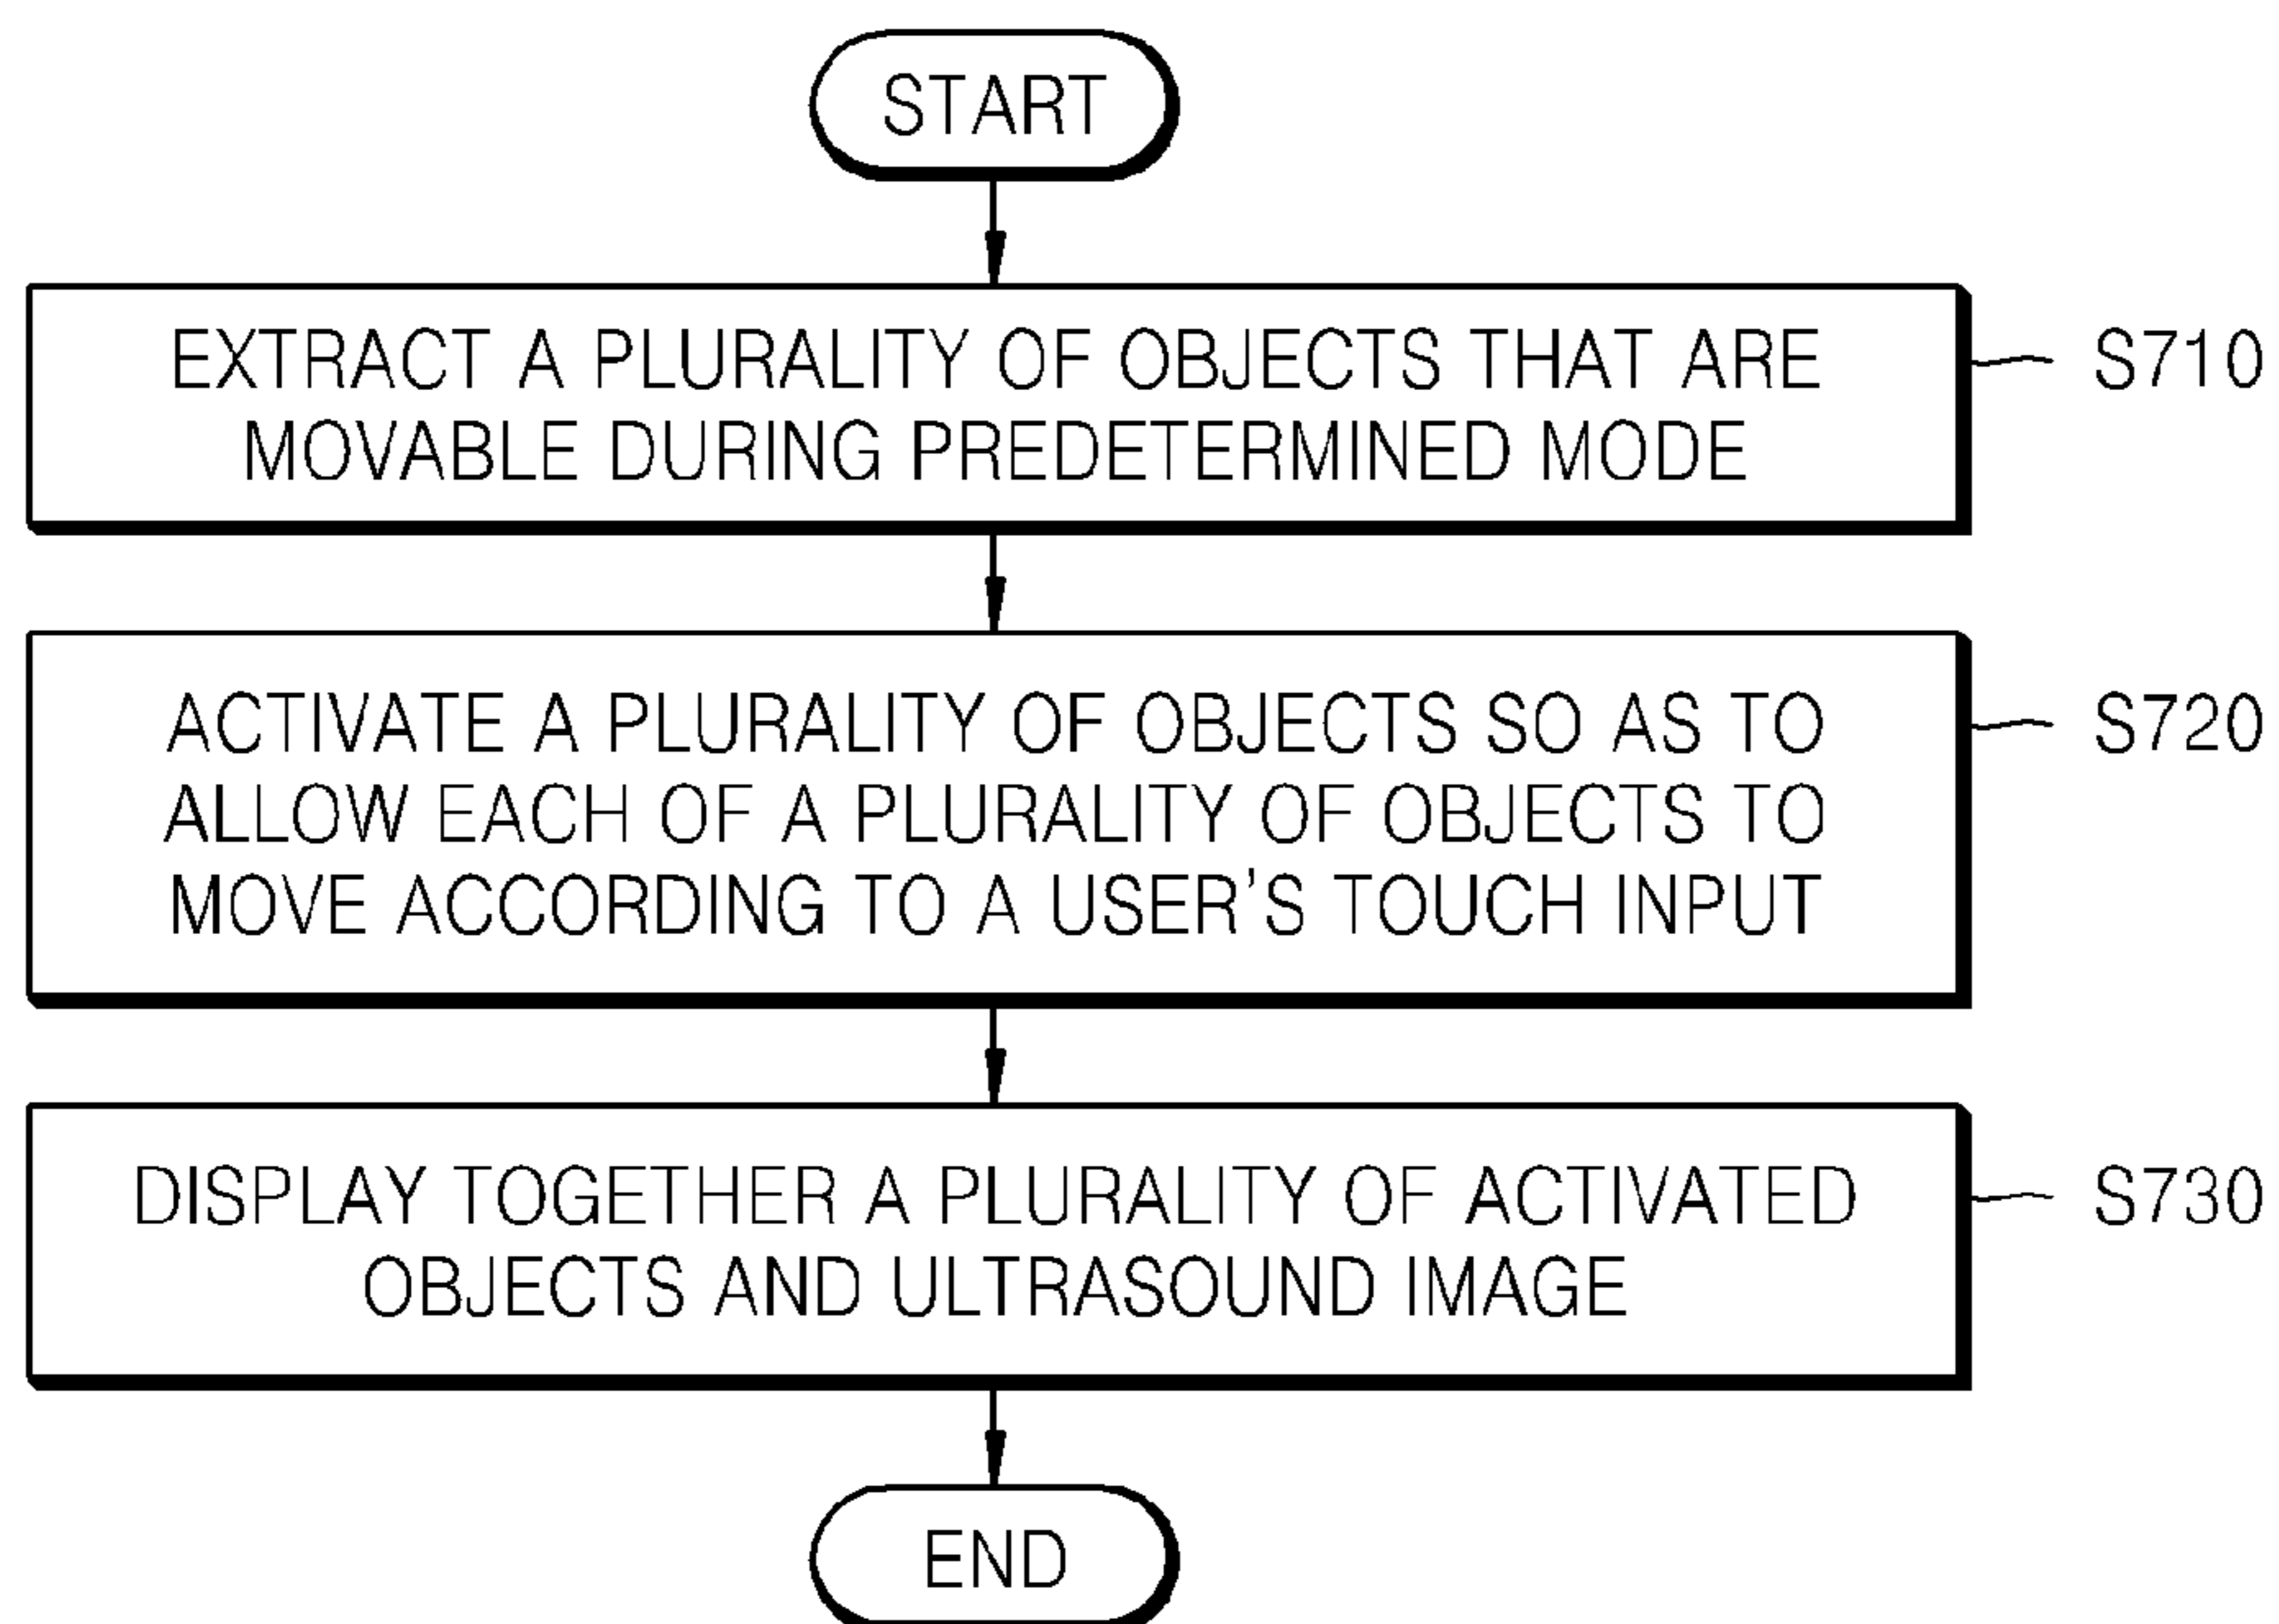 START
EXTRACT A PLURALITY OF OBJECTS THAT ARE
MOVABLE DURING PREDETERMINED MODE
S710
ACTIVATE A PLURALITY OF OBJECTS SO AS TO
ALLOW EACH OF A PLURALITY OF OBJECTS TO
MOVE ACCORDING TO A USER'S TOUCH INPUT
S720
DISPLAY TOGETHER A PLURALITY OF ACTIVATED
OBJECTS AND ULTRASOUND IMAGE
S730
END